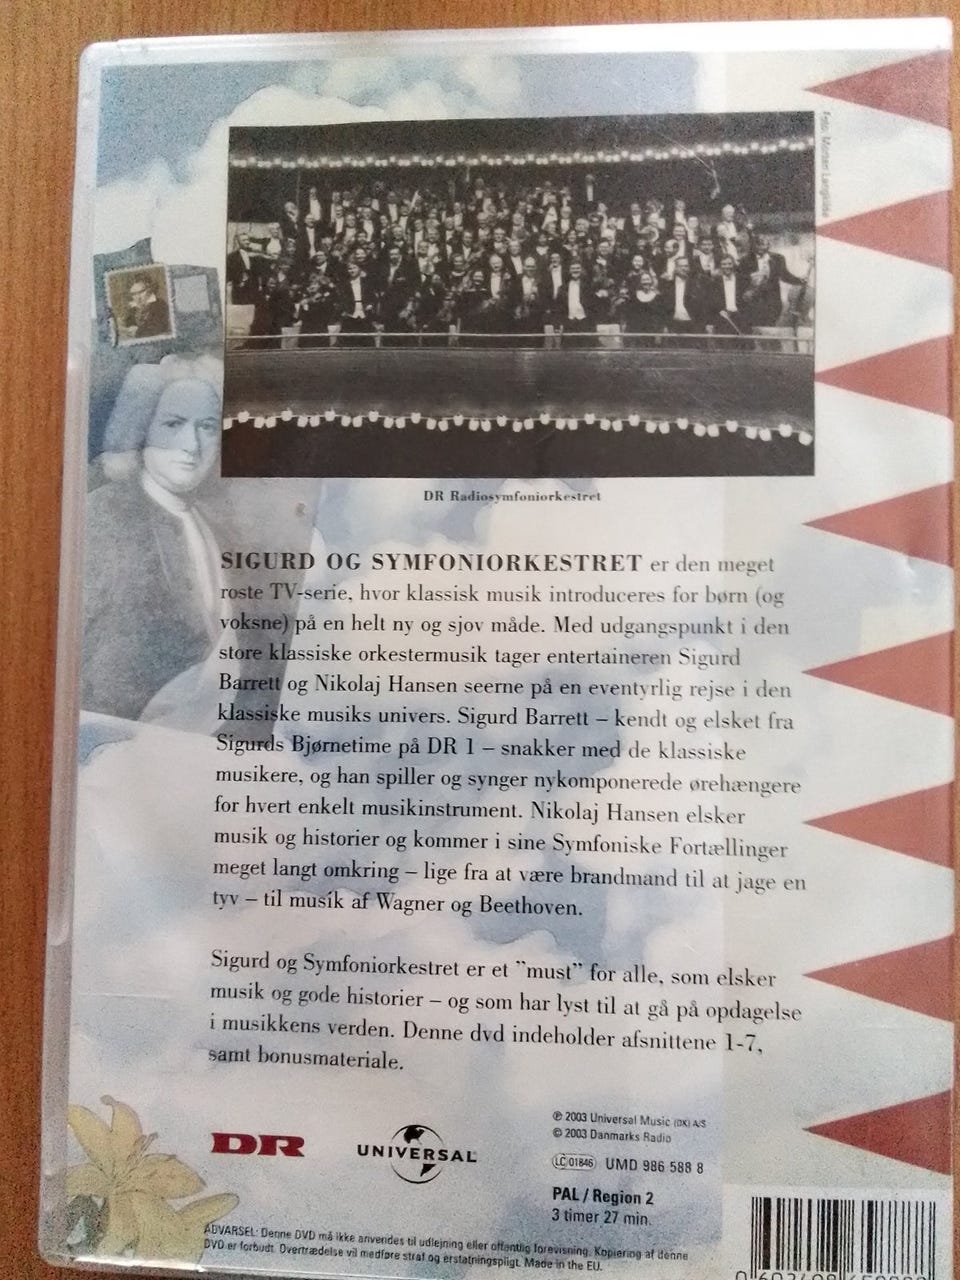 DR Radiosymfoniorkestret
SIGURD OG SYMFONIORKESTRET er den meget
roste TV-serie, hvor klassisk musik introduceres for børn (og
voksne) på en helt ny og sjov måde. Med udgangspunkt i den
store klassiske orkestermusik tager entertaineren Sigurd
Barrett og Nikolaj Hansen seerne på en eventyrlig rejse i den
klassiske musiks univers. Sigurd Barrett – kendt og elsket fra
Sigurds Bjørnetime på DR 1 – snakker med de klassiske
musikere, og han spiller og synger nykomponerede ørehængere
for hvert enkelt musikinstrument. Nikolaj Hansen elsker
musik og historier og kommer i sine Symfoniske Fortællinger
meget langt omkring – lige fra at være brandmand til at jage en
tyv – til musik af Wagner og Beethoven.
Sigurd og Symfoniorkestret er et ”must” for alle, som elsker
musik og gode historier – og som har lyst til at gå på opdagelse
i musikkens verden. Denne dvd indeholder afsnittene 1-7,
samt bonusmateriale.
DR
UNIVERSAL
℗ 2003 Universal Music (DK) A/S
© 2003 Danmarks Radio
LC 01846 UMD 986 588 8
PAL / Region 2
3 timer 27 min.
ADVARSEL: Denne DVD må ikke anvendes til udlejning eller offentlig forevisning. Kopiering af denne
DVD er forbudt. Overtrædelse vil medføre straf og erstatningspligt. Made in the EU.